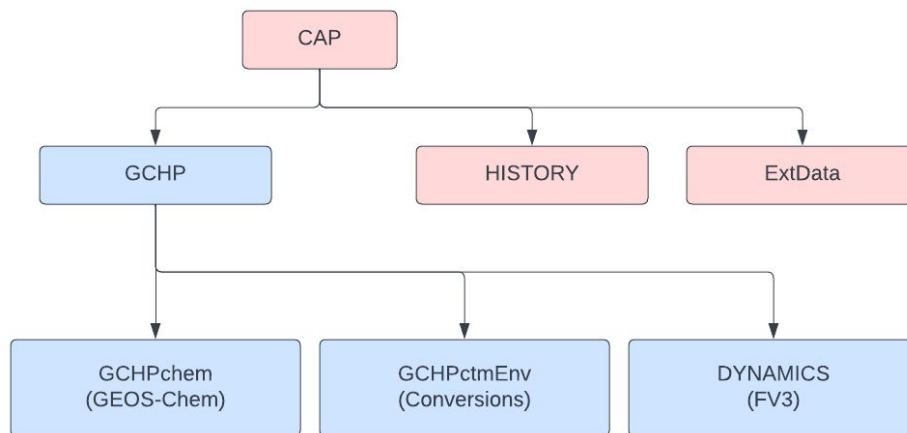 CAP
GCHP
HISTORY
ExtData
GCHPchem
(GEOS-Chem)
GCHPctmEnv
(Conversions)
DYNAMICS
(FV3)